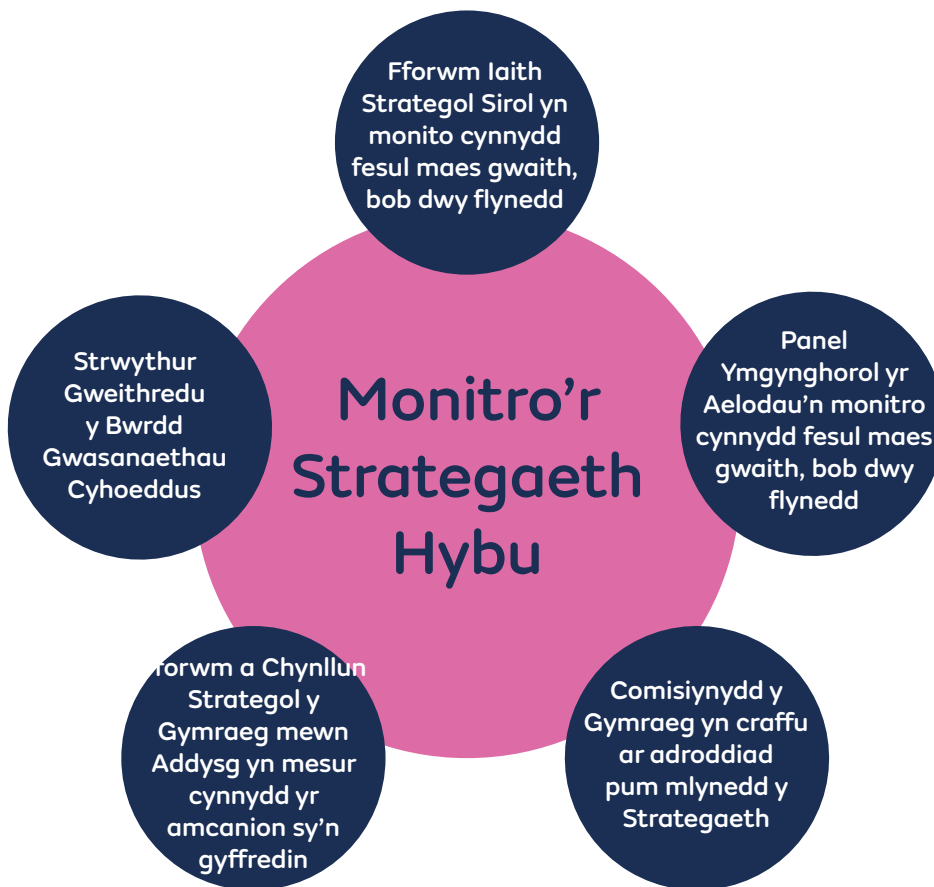 Fforwm Iaith
Strategol Sirol yn
monito cynnydd
fesul maes gwaith,
bob dwy flynedd
Panel
Ymgynghorol yr
Aelodau'n monitro
cynnydd fesul maes
gwaith, bob dwy
flynedd
Strwythur
Gweithredu
y Bwrdd
Gwasanaethau
Cyhoeddus
Monitro'r
Strategaeth
Hybu
forwm a Chynllun
Strategol y
Gymraeg mewn
Addysg yn mesur
cynnydd yr
amcanion sy'n
gyffredin
Comisiynydd y
Gymraeg yn craffu
ar adroddiad
pum mlynedd y
Strategaeth